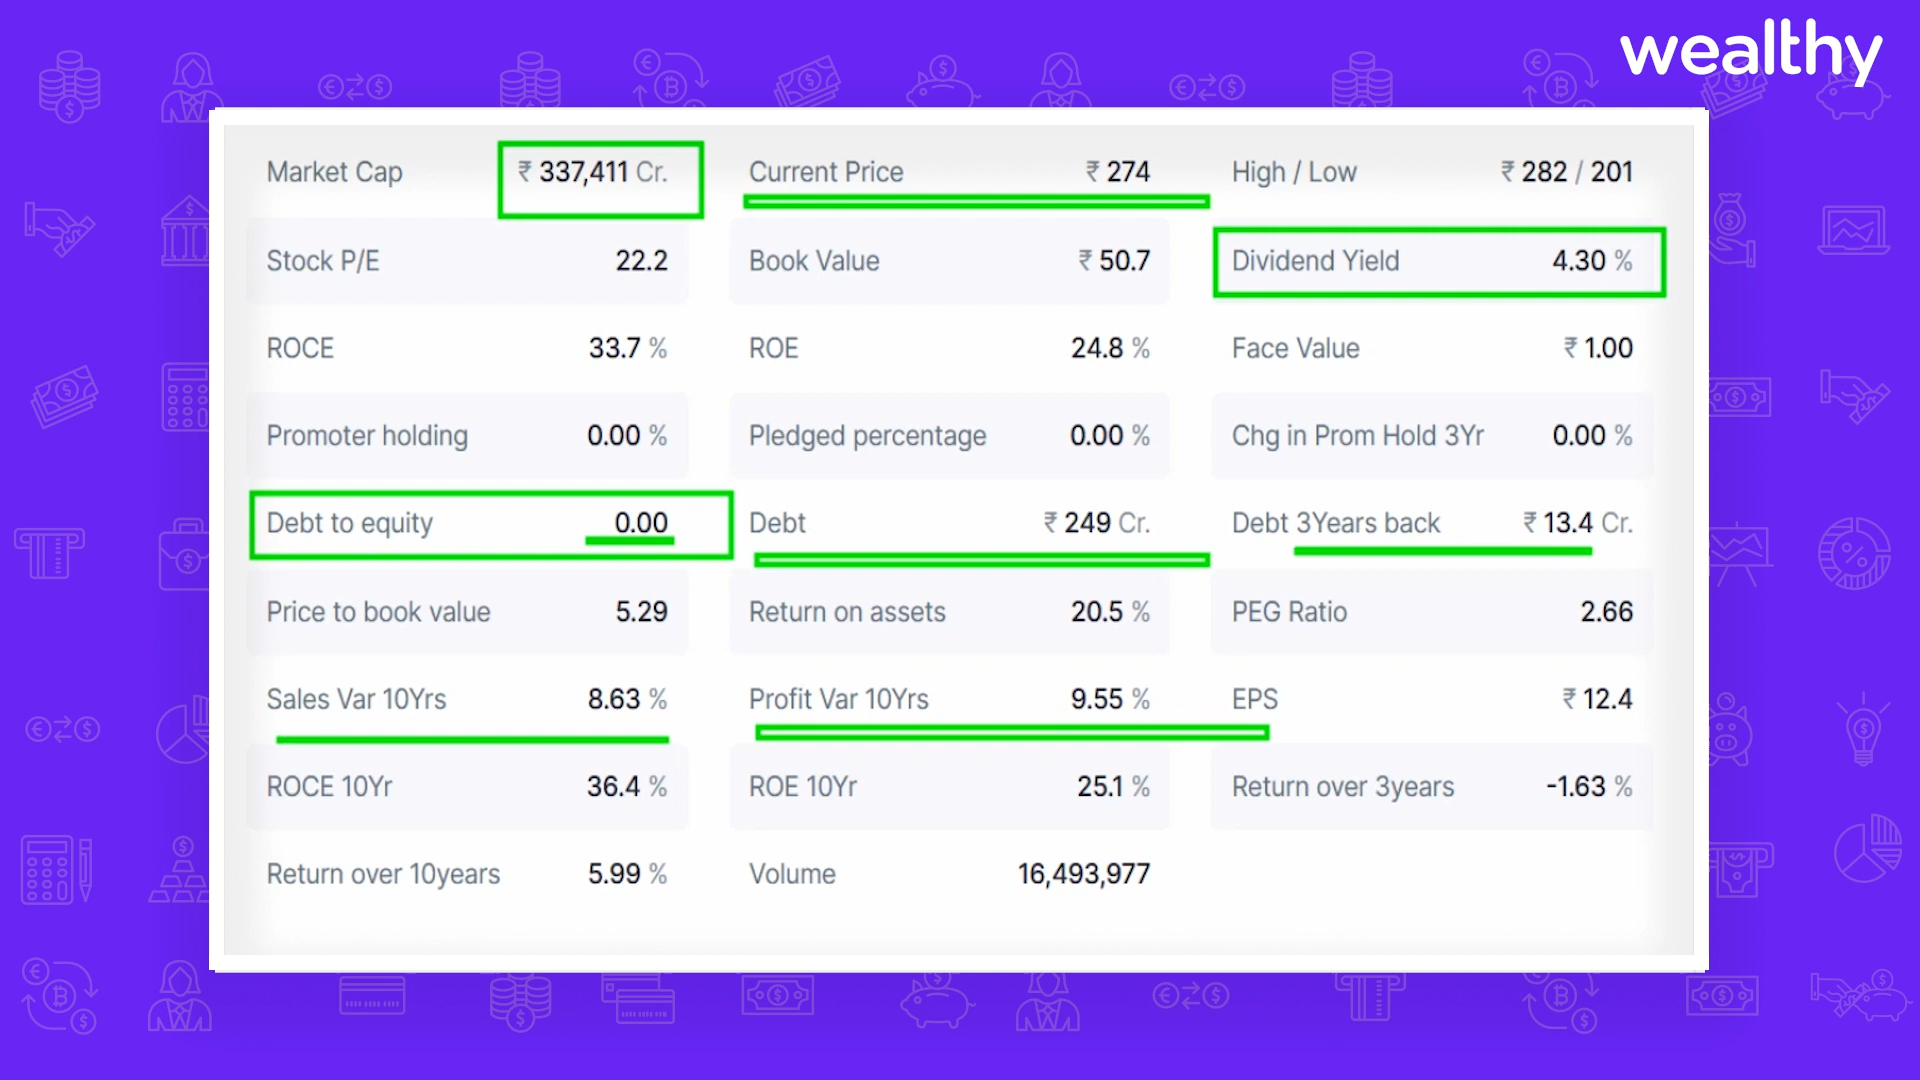 wealthy
Market Cap ₹ 337,411 Cr. Current Price ₹ 274 High / Low ₹ 282 / 201
Stock P/E 22.2 Book Value ₹ 50.7 Dividend Yield 4.30 %
ROCE 33.7 % ROE 24.8 % Face Value ₹ 1.00
Promoter holding 0.00 % Pledged percentage 0.00 % Chg in Prom Hold 3Yr 0.00 %
Debt to equity 0.00 Debt ₹ 249 Cr. Debt 3Years back ₹ 13.4 Cr.
Price to book value 5.29 Return on assets 20.5 % PEG Ratio 2.66
Sales Var 10Yrs 8.63 % Profit Var 10Yrs 9.55 % EPS ₹ 12.4
ROCE 10Yr 36.4 % ROE 10Yr 25.1 % Return over 3years -1.63 %
Return over 10years 5.99 % Volume 16,493,977